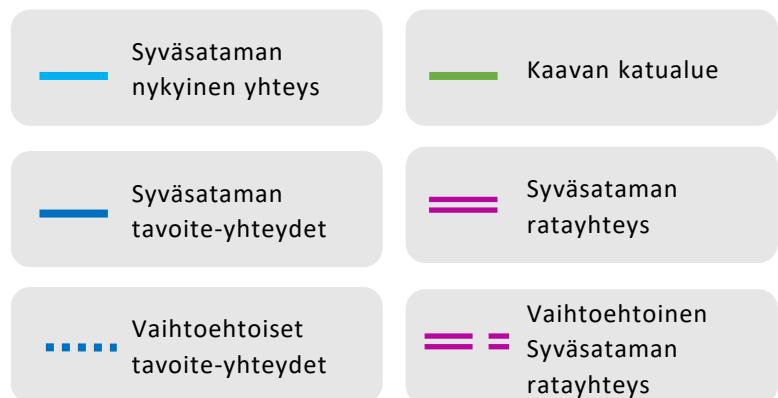 Syväsataman
nykyinen yhteys
Kaavan katualue
Syväsataman
tavoite-yhteydet
Syväsataman
ratayhteys
Vaihtoehtoiset
tavoite-yhteydet
Vaihtoehtoinen
Syväsataman
ratayhteys